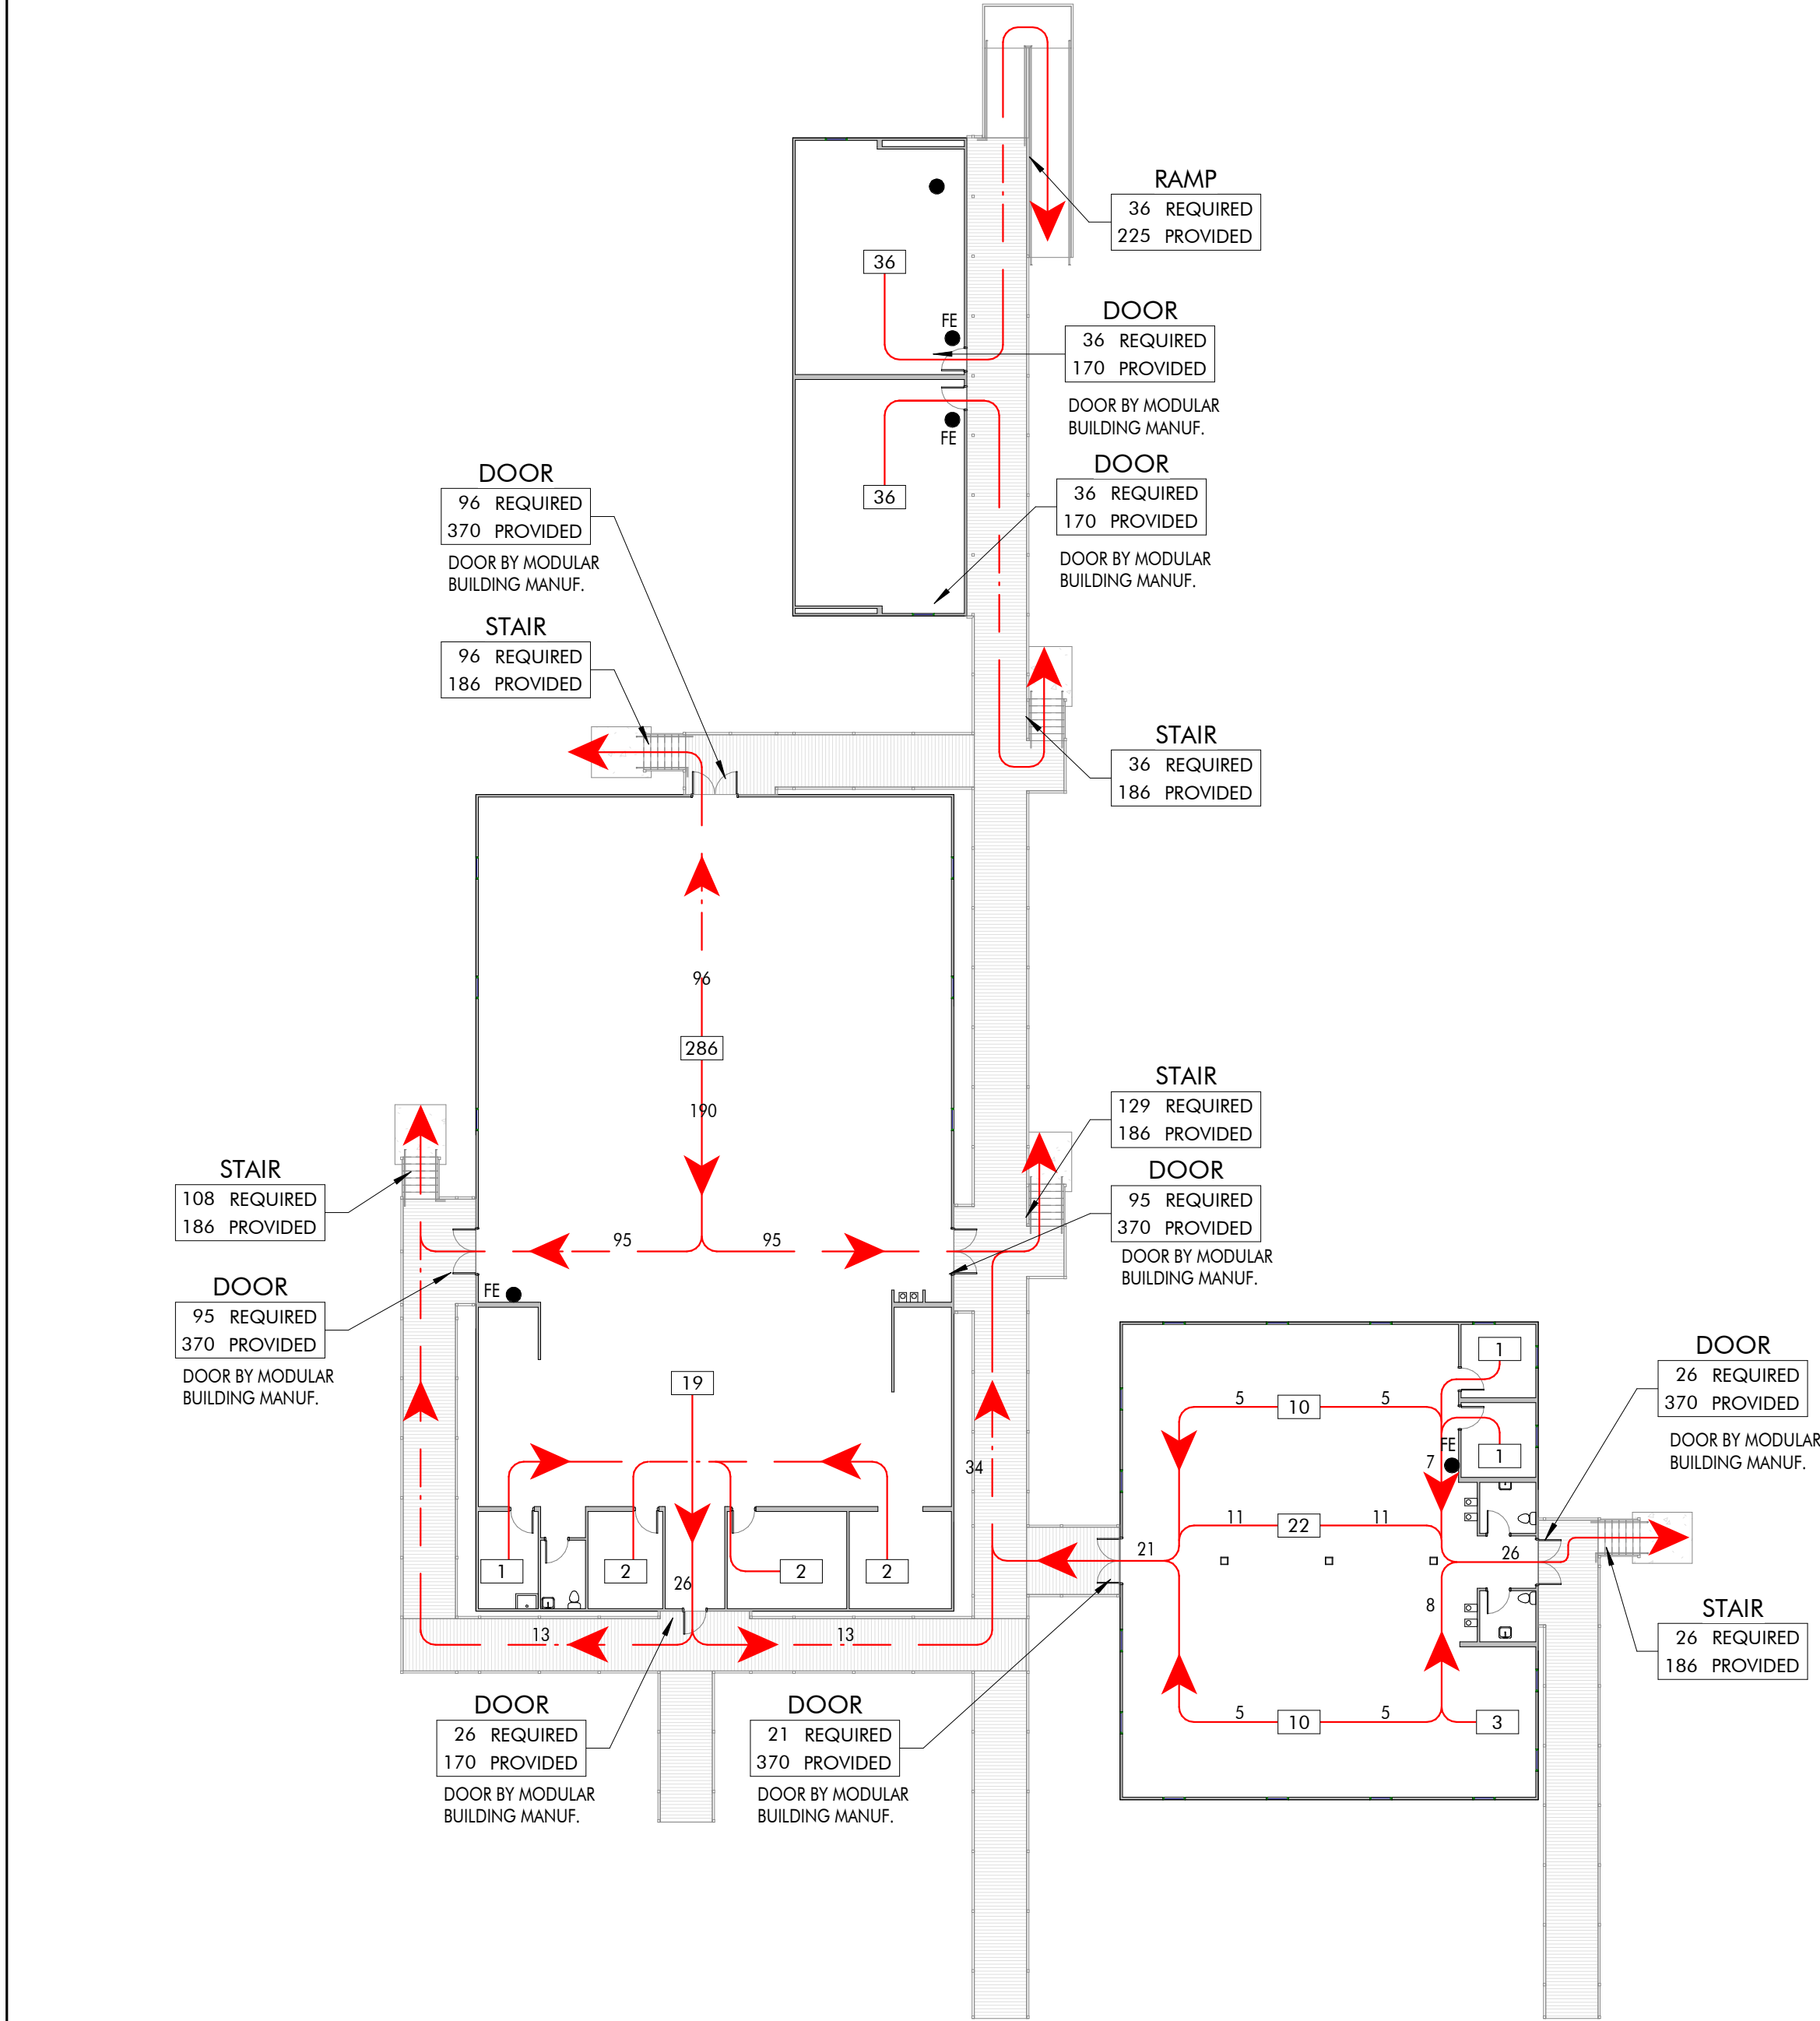 RAMP
36 REQUIRED
225 PROVIDED
36
FE
DOOR
36 REQUIRED
170 PROVIDED
DOOR BY MODULAR
BUILDING MANUF.
FE
36
DOOR
36 REQUIRED
170 PROVIDED
DOOR BY MODULAR
BUILDING MANUF.
DOOR
96 REQUIRED
370 PROVIDED
DOOR BY MODULAR
BUILDING MANUF.
STAIR
96 REQUIRED
186 PROVIDED
STAIR
36 REQUIRED
186 PROVIDED
96
286
190
STAIR
129 REQUIRED
186 PROVIDED
DOOR
95 REQUIRED
370 PROVIDED
DOOR BY MODULAR
BUILDING MANUF.
STAIR
108 REQUIRED
186 PROVIDED
95
95
DOOR
95 REQUIRED
370 PROVIDED
DOOR BY MODULAR
BUILDING MANUF.
FE
19
34
1
2
2
2
26
13
13
1
5
10
5
1
FE
7
11
22
11
21
26
8
5
10
5
3
DOOR
26 REQUIRED
370 PROVIDED
DOOR BY MODULAR
BUILDING MANUF.
STAIR
26 REQUIRED
186 PROVIDED
DOOR
26 REQUIRED
170 PROVIDED
DOOR BY MODULAR
BUILDING MANUF.
DOOR
21 REQUIRED
370 PROVIDED
DOOR BY MODULAR
BUILDING MANUF.